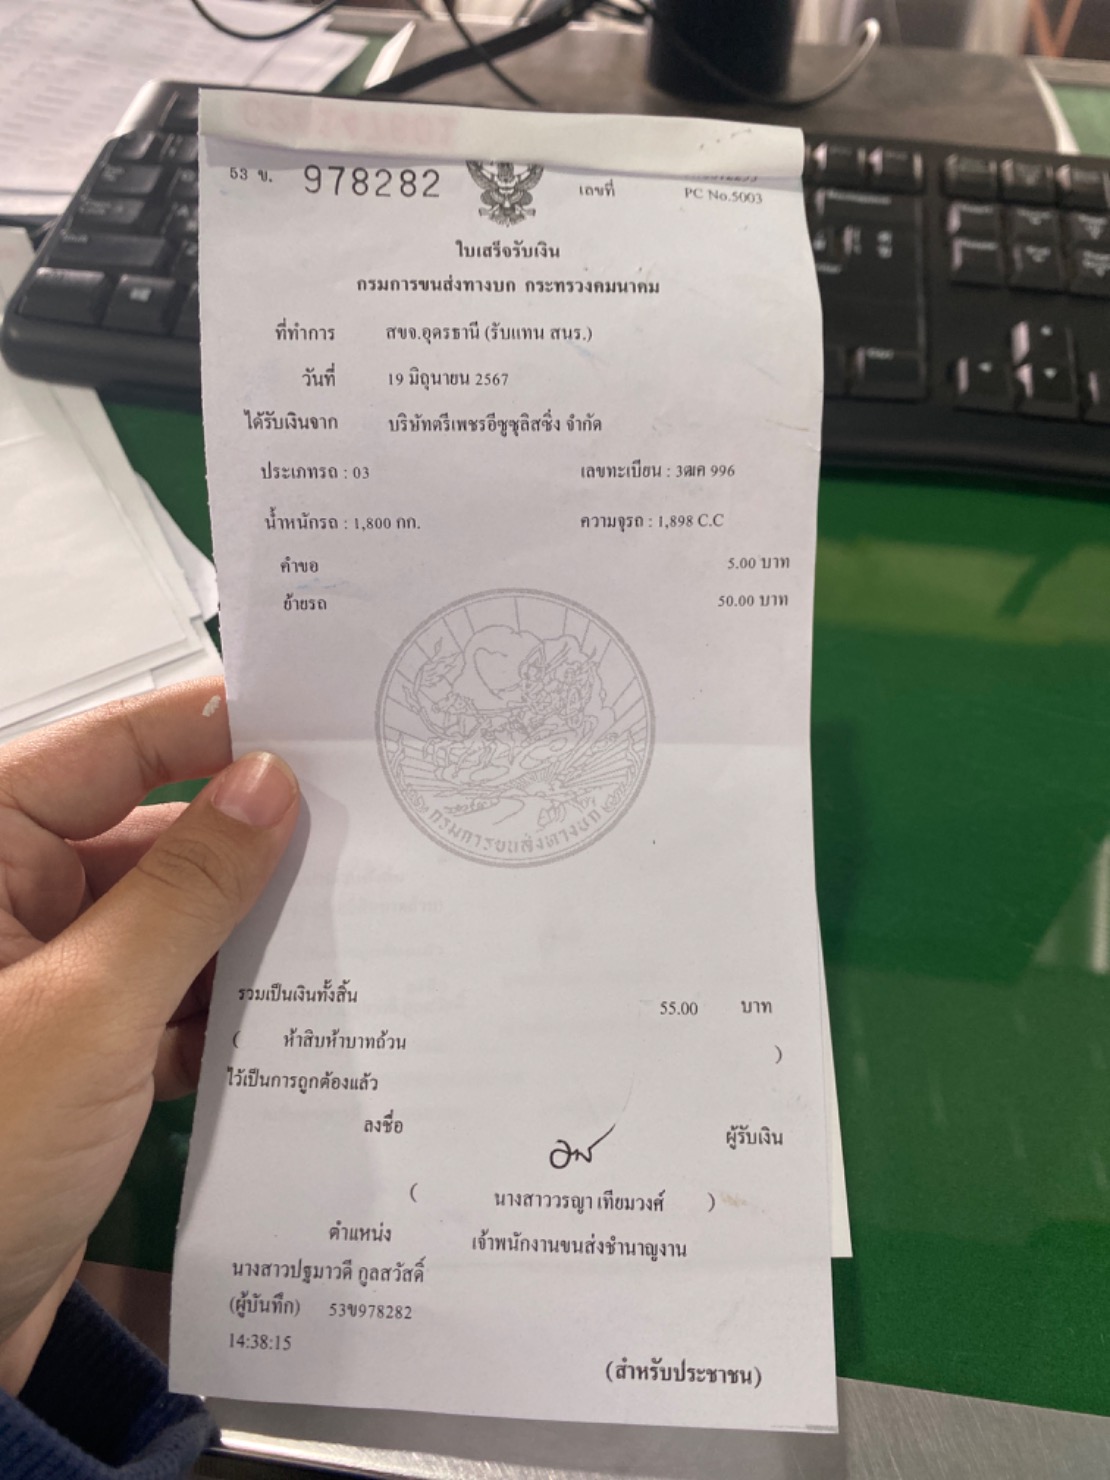 53 ข. 978282 เลขที่
PC No.5003
ใบเสร็จรับเงิน
กรมการขนส่งทางบก กระทรวงคมนาคม
ที่ทำการ สขจ.อุดรธานี (รับแทน สนร.)
วันที่ 19 มิถุนายน 2567
ได้รับเงินจาก บริษัทตรีเพชรอีซูซุลิสซิ่ง จำกัด
ประเภทรถ : 03 เลขทะเบียน : 3ฒค 996
น้ำหนักรถ : 1,800 กก. ความจุรถ : 1,898 C.C
คำขอ 5.00 บาท
ย้ายรถ 50.00 บาท
กรมการขนส่งทางบก
รวมเป็นเงินทั้งสิ้น 55.00 บาท
( ห้าสิบห้าบาทถ้วน )
ไว้เป็นการถูกต้องแล้ว
ลงชื่อ ผู้รับเงิน
( นางสาววรญา เทียมวงศ์ )
ตำแหน่ง เจ้าพนักงานขนส่งชำนาญงาน
นางสาวปฐมาวดี กูลสวัสดิ์
(ผู้บันทึก) 53ข978282
14:38:15
(สำหรับประชาชน)